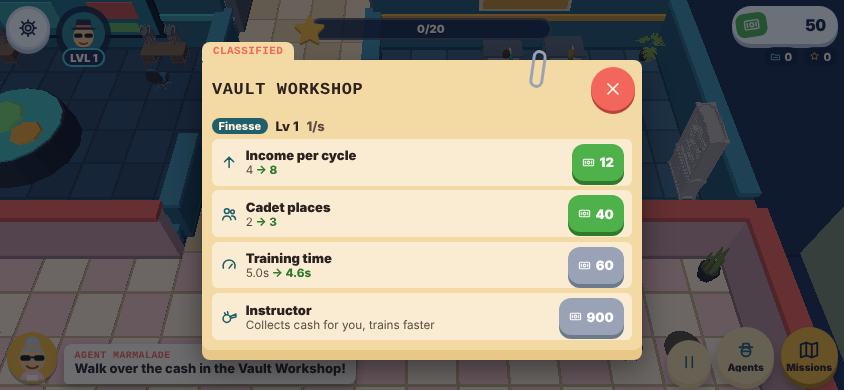 LVL 1
0/20
50
0
0
CLASSIFIED
VAULT WORKSHOP
Finesse Lv 1 1/s
Income per cycle
4 → 8
12
Cadet places
2 → 3
40
Training time
5.0s → 4.6s
60
Instructor
Collects cash for you, trains faster
900
AGENT MARMALADE
Walk over the cash in the Vault Workshop!
Agents
Missions